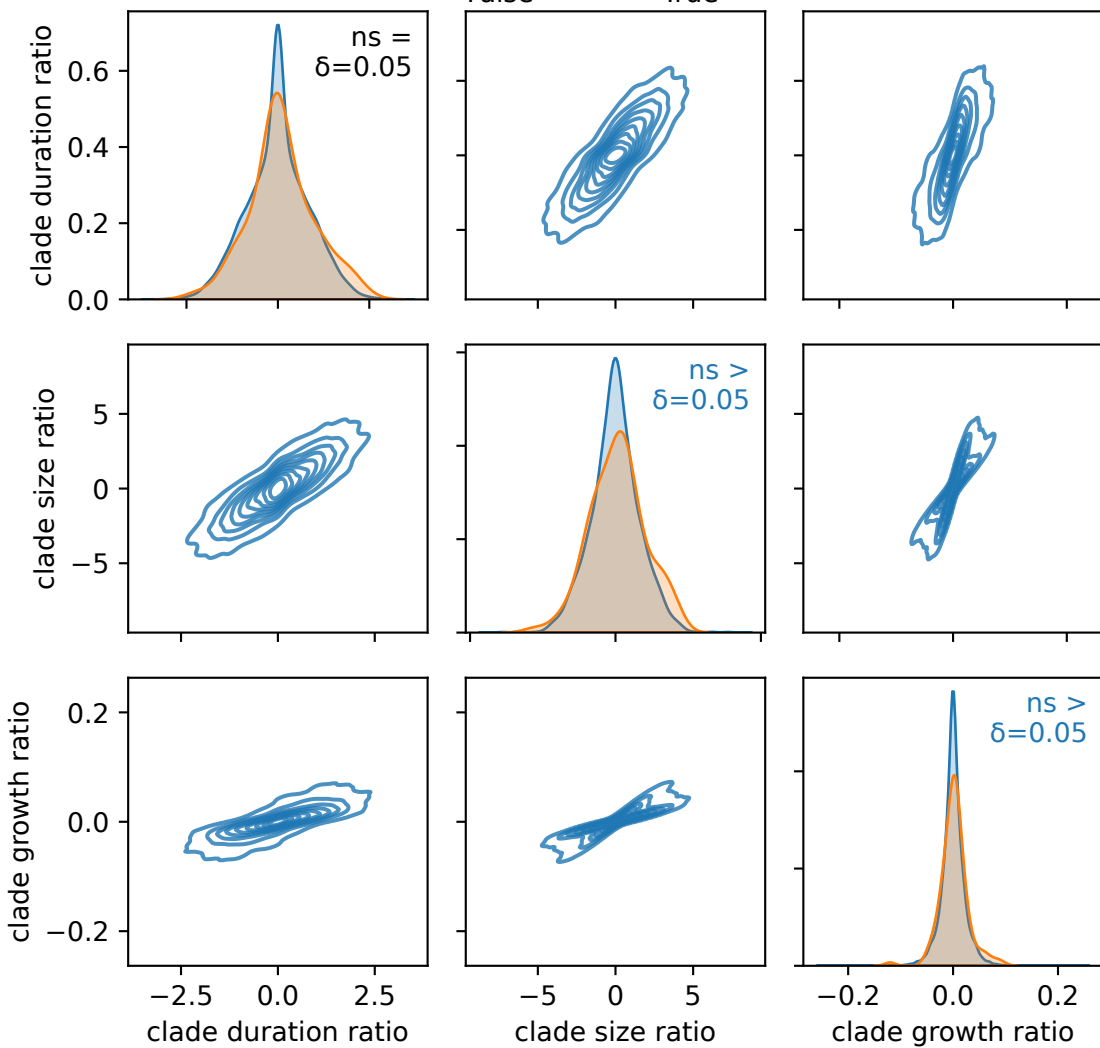 False True
ns =
δ=0.05
clade duration ratio
0.6
0.4
0.2
0.0
ns >
δ=0.05
clade size ratio
5
0
−5
ns >
δ=0.05
clade growth ratio
0.2
0.0
−0.2
−2.5 0.0 2.5
−5 0 5
−0.2 0.0 0.2
clade duration ratio
clade size ratio
clade growth ratio